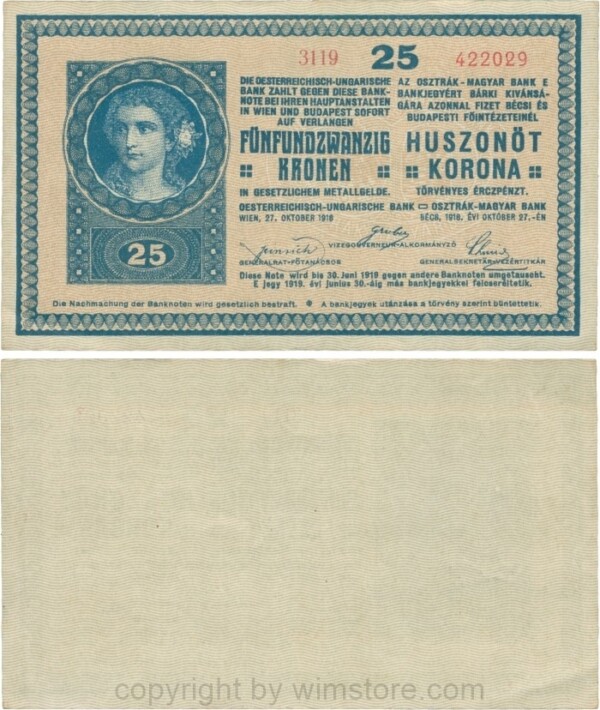 3119 25 422029
DIE OESTERREICHISCH-UNGARISCHE
BANK ZAHLT GEGEN DIESE BANK-
NOTE BEI IHREN HAUPTANSTALTEN
IN WIEN UND BUDAPEST SOFORT
AUF VERLANGEN
FÜNFUNDZWANZIG
KRONEN
IN GESETZLICHEM METALLGELDE.
AZ OSZTRÁK-MAGYAR BANK E
BANKJEGYÉRT BÁRKI KIVÁNSÁ-
GÁRA AZONNAL FIZET BÉCSI ÉS
BUDAPESTI FŐINTÉZETEINÉL
HUSZONÖT
KORONA
TÖRVÉNYES ÉRCZPÉNZT.
OESTERREICHISCH-UNGARISCHE BANK OSZTRÁK-MAGYAR BANK
WIEN, 27. OKTOBER 1918 BÉCS, 1918. ÉVI OKTÓBER 27.-ÉN
Gruber
VIZEGOUVERNEUR-ALKORMÁNYZÓ
GENERALRAT-FŐTANÁCSOS GENERALSEKRETÄR-VEZÉRTITKÁR
Diese Note wird bis 30. Juni 1919 gegen andere Banknoten umgetauscht.
E jegy 1919. évi junius 30.-áig más bankjegyekkel felcseréltetik.
25
Die Nachmachung der Banknoten wird gesetzlich bestraft. A bankjegyek utánzása a törvény szerint büntettetik.
copyright by wimstore.com